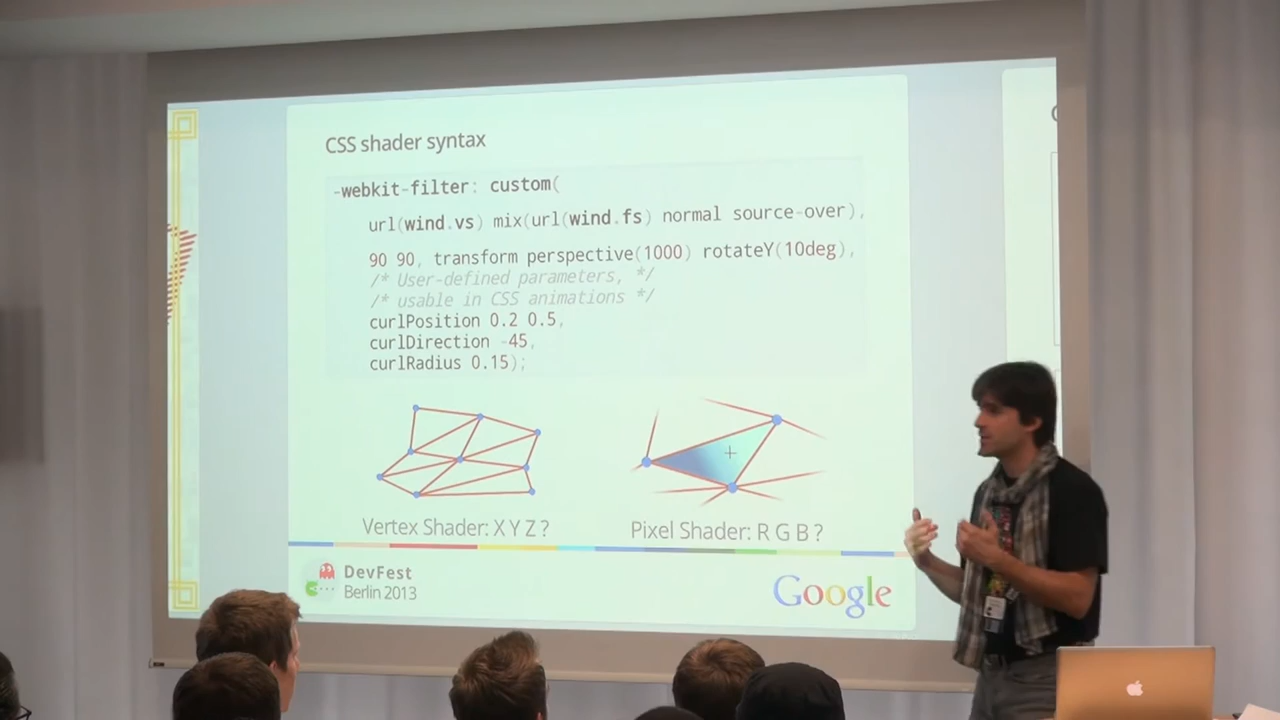 CSS shader syntax
-webkit-filter: custom(
url(wind.vs) mix(url(wind.fs) normal source-over),
90 90, transform perspective(1000) rotateY(10deg),
/* User-defined parameters, */
/* usable in CSS animations */
curlPosition 0.2 0.5,
curlDirection -45,
curlRadius 0.15);
Vertex Shader: X Y Z ?
Pixel Shader: R G B ?
DevFest
Berlin 2013
Google